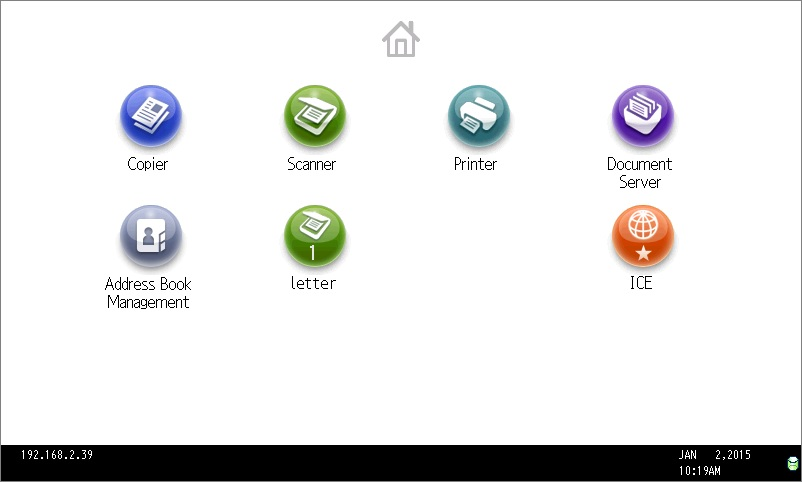 Copier
Scanner
Printer
Document
Server
Address Book
Management
1
letter
ICE
192.168.2.39
JAN 2,2015
10:19AM